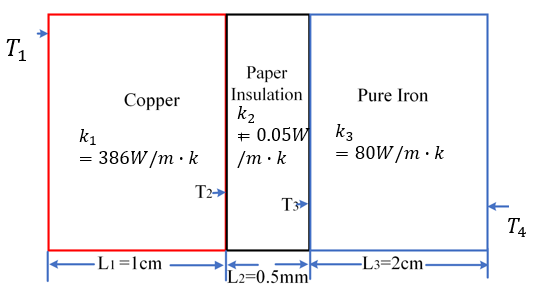 T₁
Copper
k₁
= 386W/m · k
Paper
Insulation
k₂
= 0.05W
/m · k
Pure Iron
k₃
= 80W/m · k
T2
T3
T₄
L1 =1cm
L2=0.5mm
L3=2cm